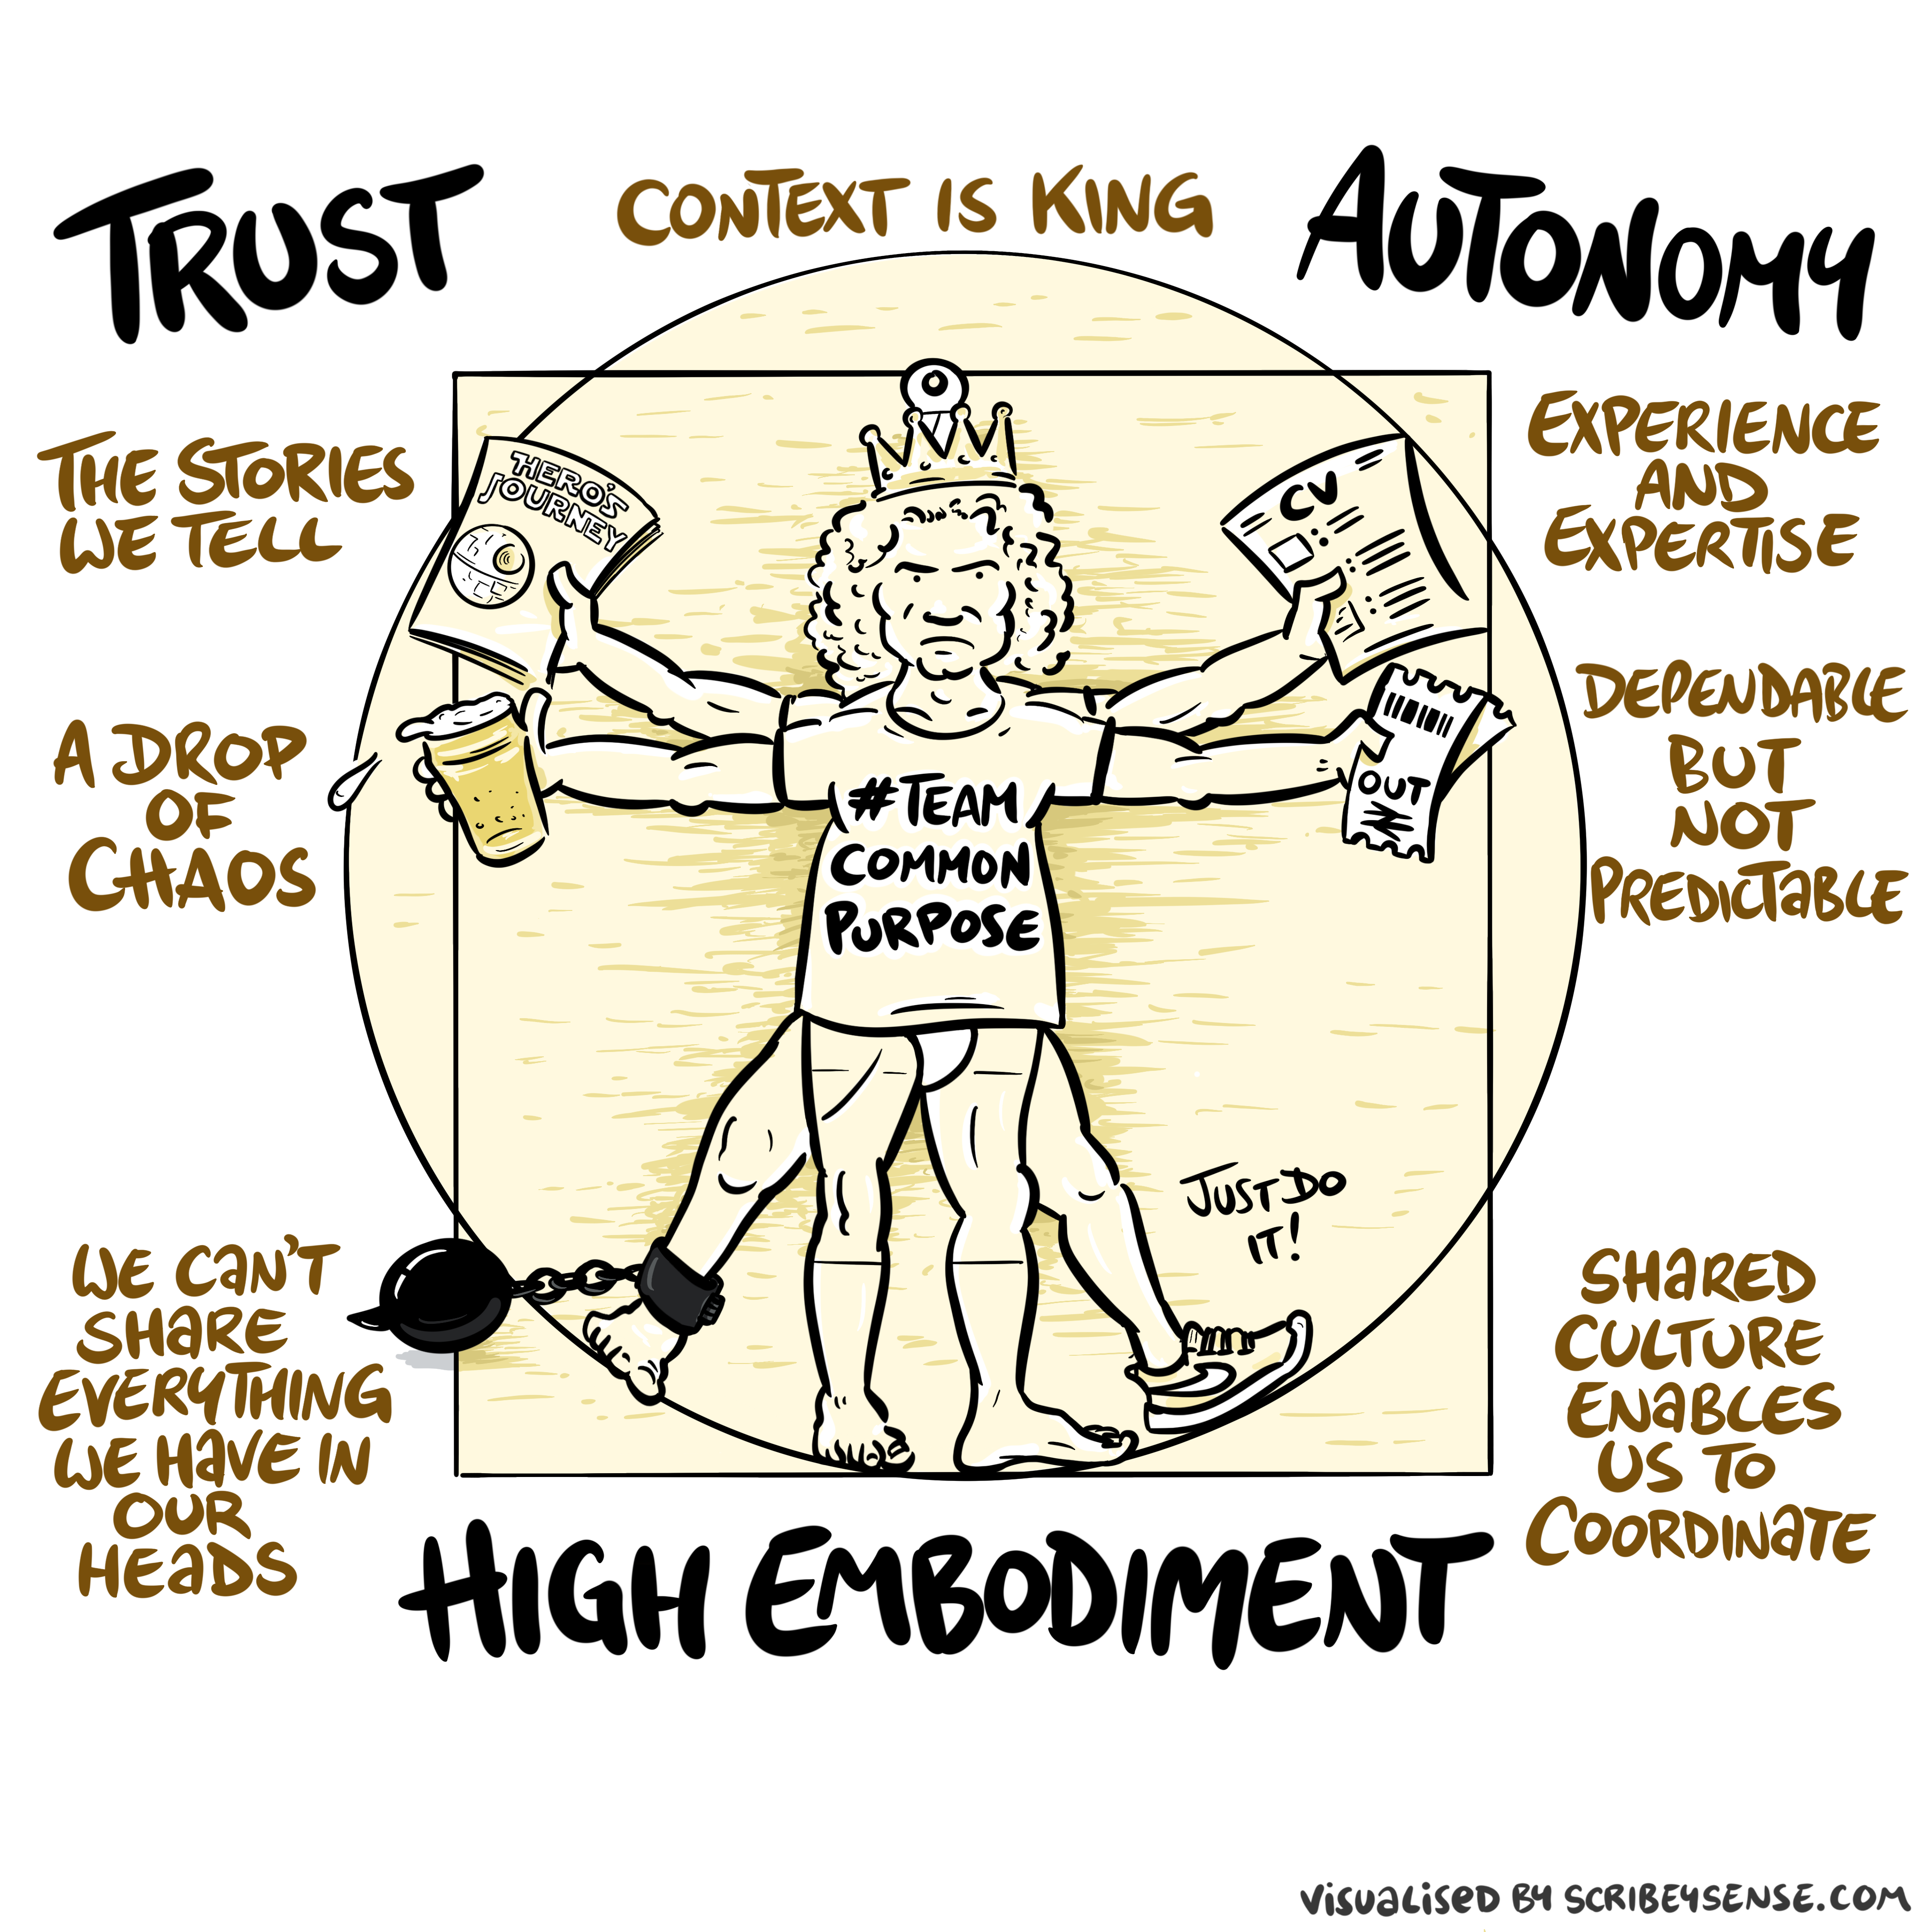 TRUST
CONTEXT IS KING
AUTONOMY
THE STORIES
WE TELL
HERO'S
JOURNEY
CV
EXPERIENCE
AND
EXPERTISE
A DROP
OF
CHAOS
OUT
DEPENDABLE
BUT
NOT
PREDICTABLE
#TEAM
COMMON
PURPOSE
JUST DO
IT!
WE CAN'T
SHARE
EVERYTHING
WE HAVE IN
OUR
HEADS
SHARED
CULTURE
ENABLES
US TO
COORDINATE
HIGH EMBODIMENT
VISUALISED BY SCRIBEYSENSE.COM